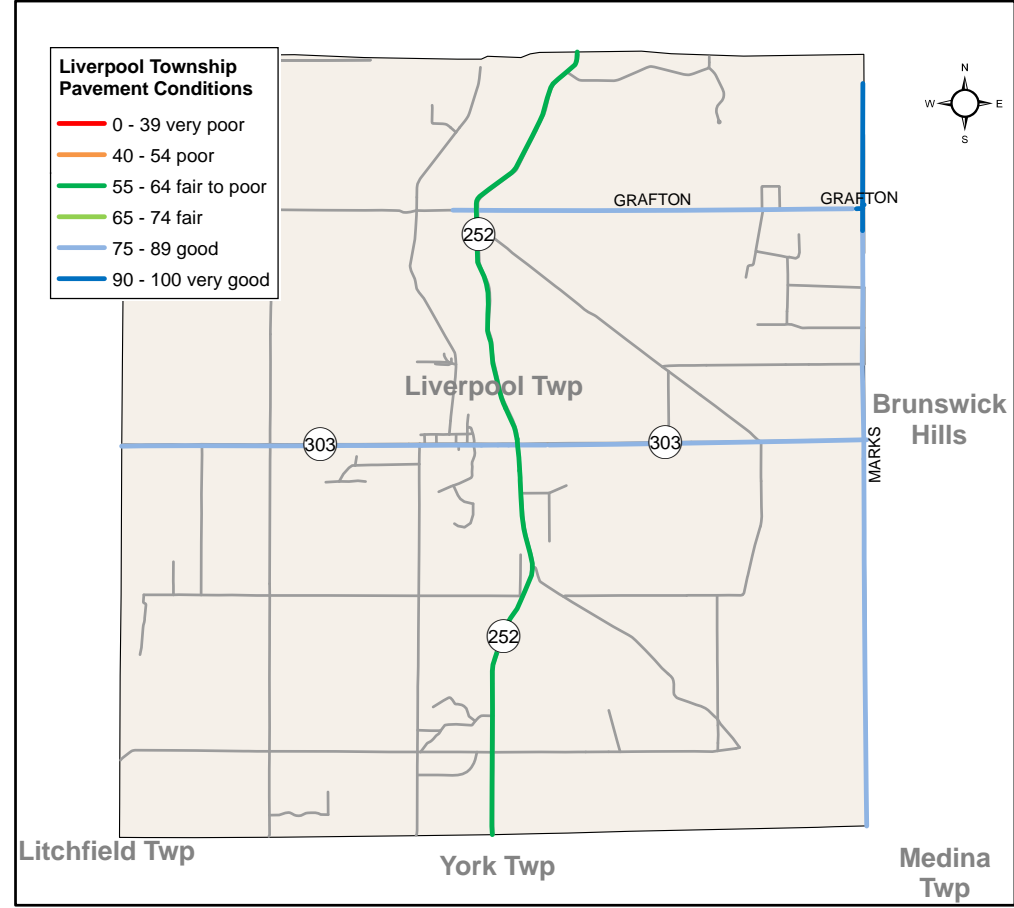 Liverpool Township
Pavement Conditions
0 - 39 very poor
40 - 54 poor
55 - 64 fair to poor
65 - 74 fair
75 - 89 good
90 - 100 very good
N
W
E
S
GRAFTON
GRAFTON
252
Liverpool Twp
Brunswick
Hills
303
303
MARKS
252
Litchfield Twp
York Twp
Medina
Twp